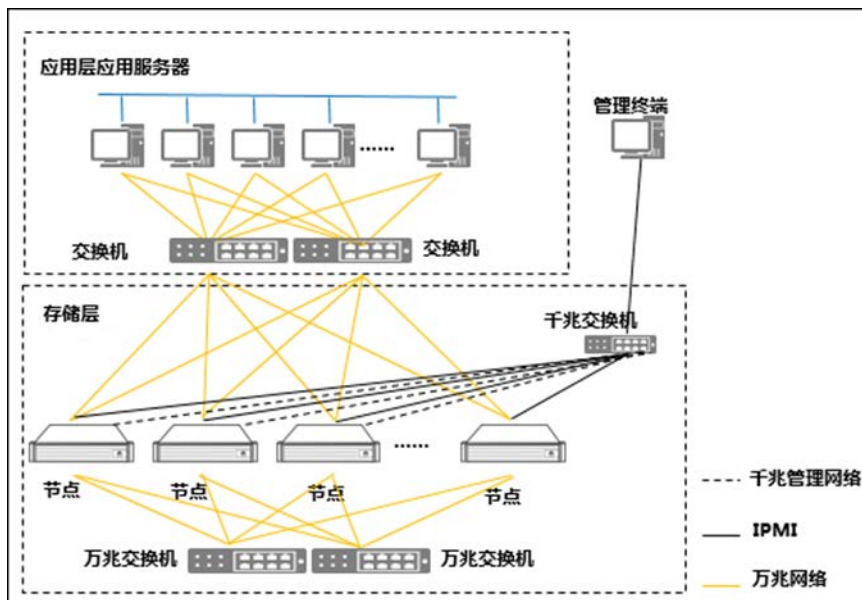 应用层应用服务器
管理终端
······
交换机
交换机
存储层
千兆交换机
······
节点
节点
节点
节点
千兆管理网络
万兆交换机
万兆交换机
IPMI
万兆网络